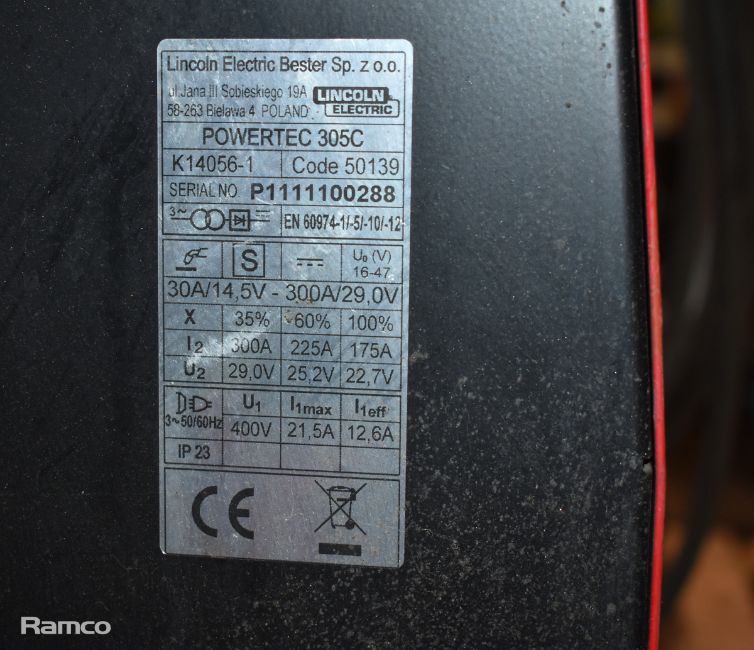 Lincoln Electric Bester Sp. z o.o.
ul.Jana III Sobieskiego 19A
58-263 Bielawa 4 POLAND
LINCOLN
ELECTRIC
POWERTEC 305C
K14056-1 Code 50139
SERIAL NO P1111100288
3~ EN 60974-1/-5/-10/-12
S U₀ (V)
16-47
30A/14,5V - 300A/29,0V
X 35% 60% 100%
I₂ 300A 225A 175A
U₂ 29,0V 25,2V 22,7V
U₁ I₁max I₁eff
3~50/60Hz 400V 21,5A 12,6A
IP 23
CE
Ramco